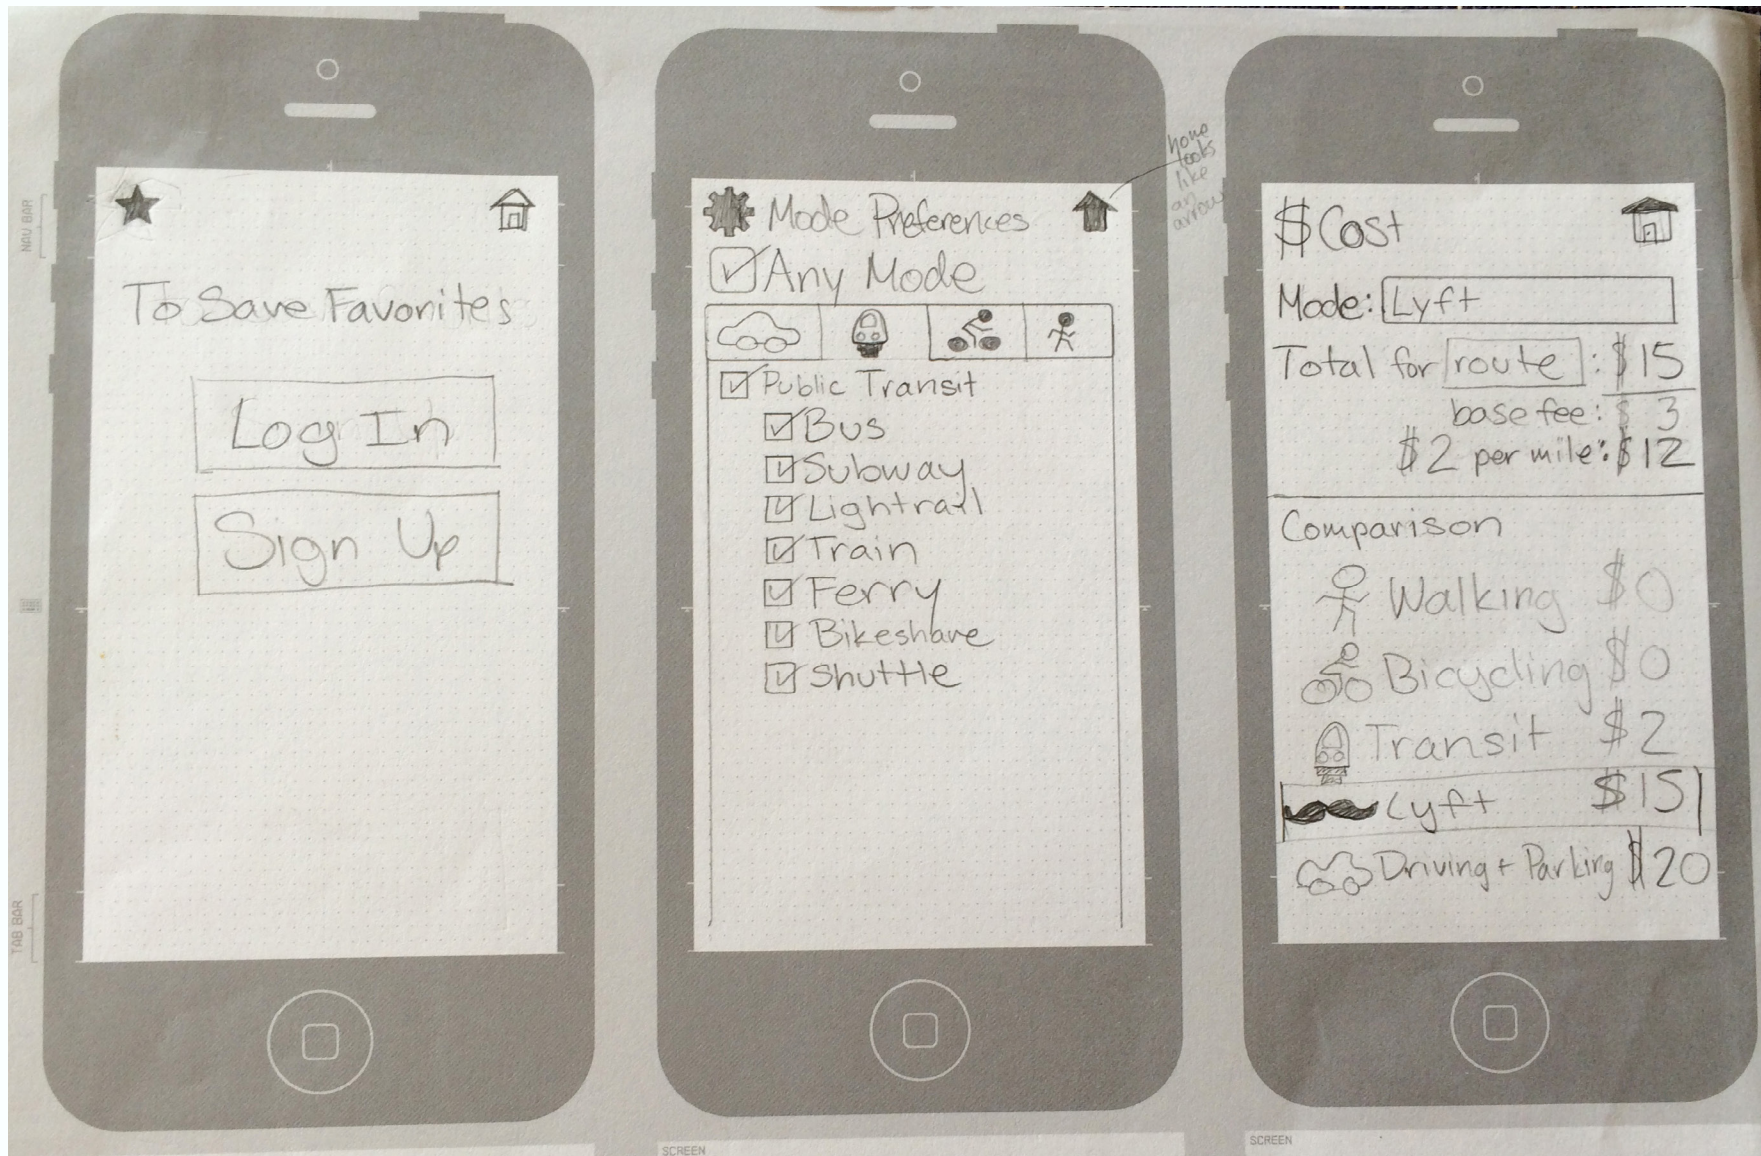 NAV BAR
TAB BAR
To Save Favorites
Log In
Sign Up
Mode Preferences
Any Mode
Public Transit
Bus
Subway
Lightrail
Train
Ferry
Bikeshare
Shuttle
SCREEN
home
looks
like
an
arrow
$ Cost
Mode: Lyft
Total for route : $15
base fee: $ 3
$2 per mile: $12
Comparison
Walking $0
Bicycling $0
Transit $2
Lyft $15
Driving + Parking $20
SCREEN